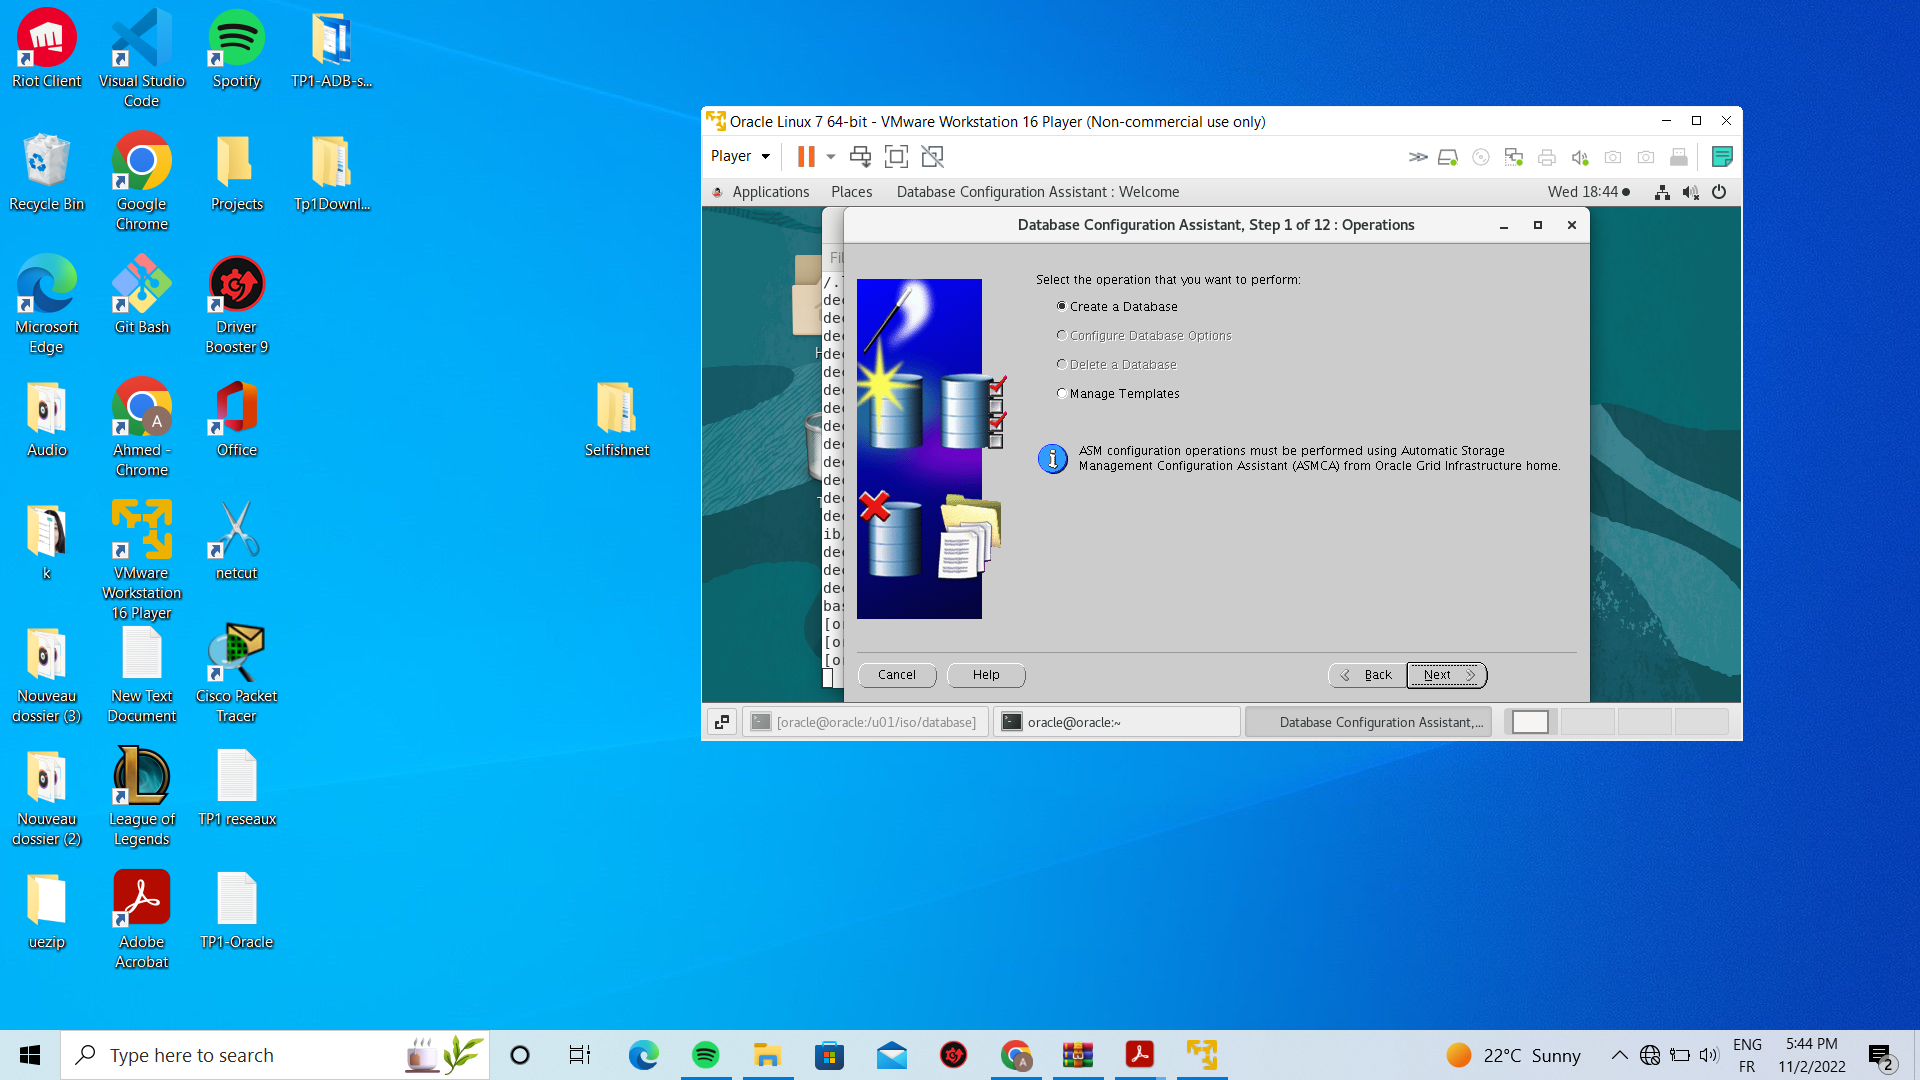 Riot Client
Visual Studio
Code
Spotify
TP1-ADB-s...
Recycle Bin
Google
Chrome
Projects
Tp1Downl...
Microsoft
Edge
Git Bash
Driver
Booster 9
Audio
Ahmed -
Chrome
A
Office
Selfishnet
k
VMware
Workstation
16 Player
netcut
Nouveau
dossier (3)
New Text
Document
Cisco Packet
Tracer
Nouveau
dossier (2)
League of
Legends
TP1 reseaux
uezip
Adobe
Acrobat
TP1-Oracle
Oracle Linux 7 64-bit - VMware Workstation 16 Player (Non-commercial use only)
Player
Applications
Places
Database Configuration Assistant : Welcome
Wed 18:44
Database Configuration Assistant, Step 1 of 12 : Operations
Select the operation that you want to perform:
Create a Database
Configure Database Options
Delete a Database
Manage Templates
ASM configuration operations must be performed using Automatic Storage
Management Configuration Assistant (ASMCA) from Oracle Grid Infrastructure home.
Cancel
Help
Back
Next
[oracle@oracle:/u01/iso/database]
oracle@oracle:~
Database Configuration Assistant,...
Type here to search
22°C Sunny
ENG
FR
5:44 PM
11/2/2022
2